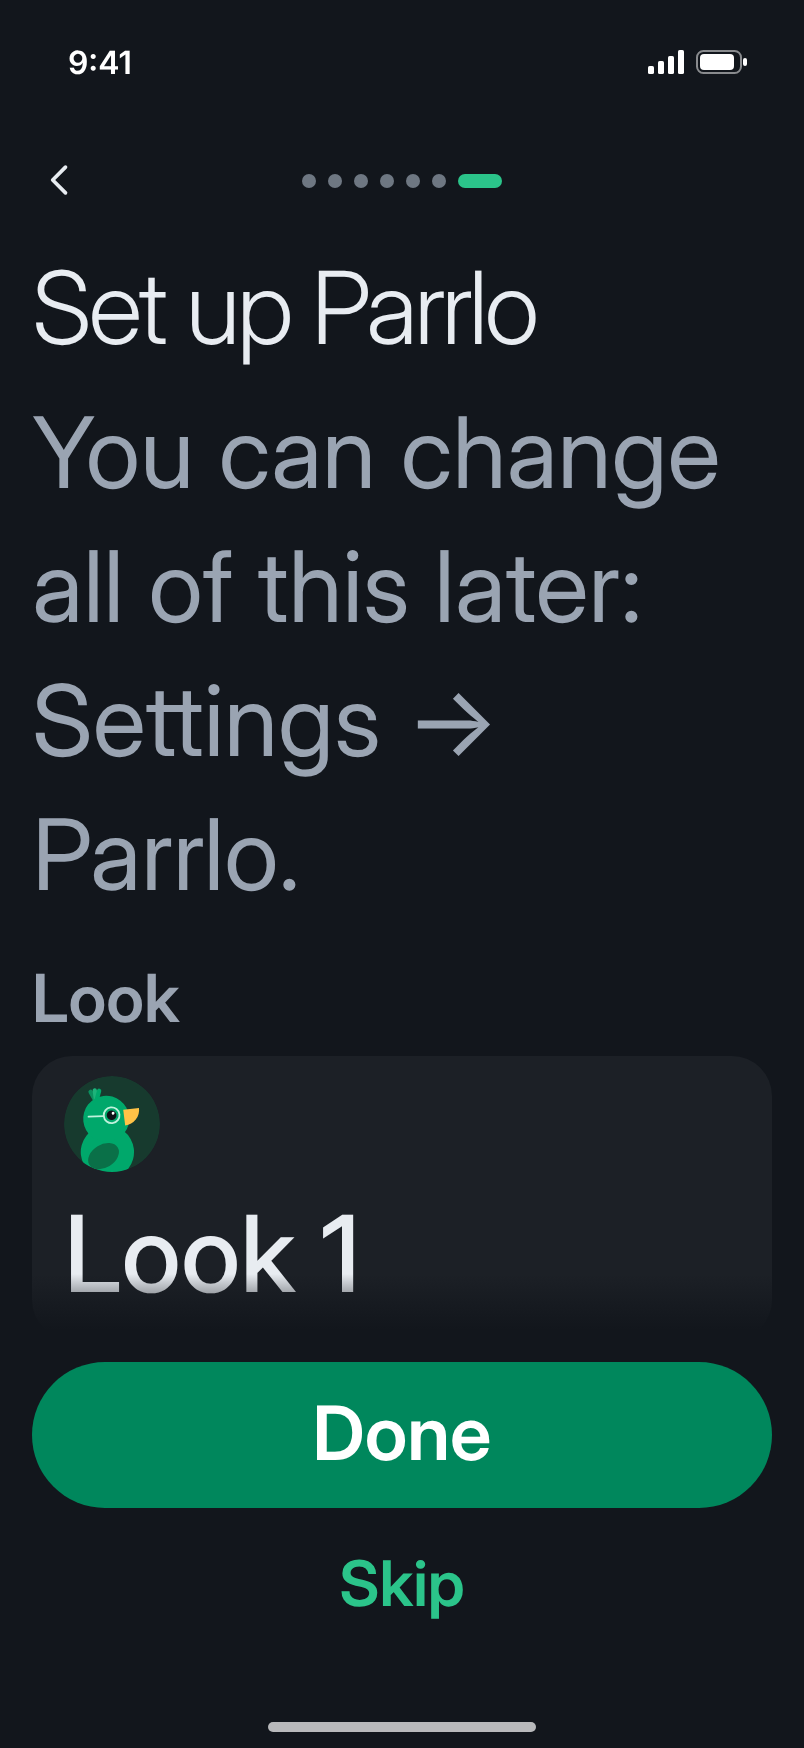 9:41
Set up Parrlo
You can change
all of this later:
Settings →
Parrlo.
Look
Look 1
Done
Skip